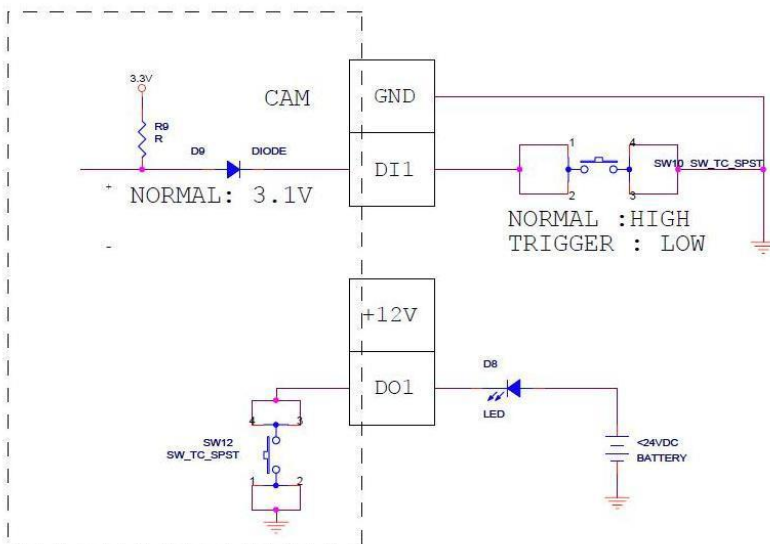 3.3V
R9
R
CAM
GND
D9
DIODE
DI1
+
NORMAL: 3.1V
-
1
4
2
3
SW10 SW_TC_SPST
NORMAL :HIGH
TRIGGER : LOW
+12V
DO1
D8
LED
4
3
SW12
SW_TC_SPST
1
2
<24VDC
BATTERY